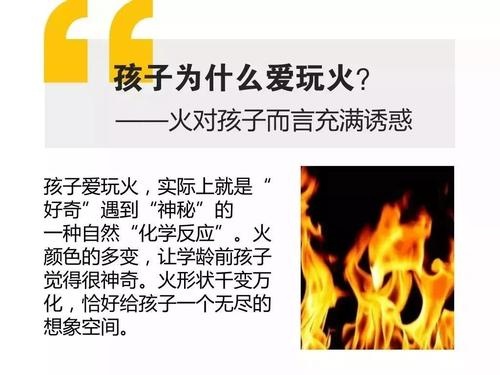 孩子为什么爱玩火?
——火对孩子而言充满诱惑
孩子爱玩火，实际上就是“
好奇”遇到“神秘”的
一种自然“化学反应”。火
颜色的多变，让学龄前孩子
觉得很神奇。火形状千变万
化，恰好给孩子一个无尽的
想象空间。